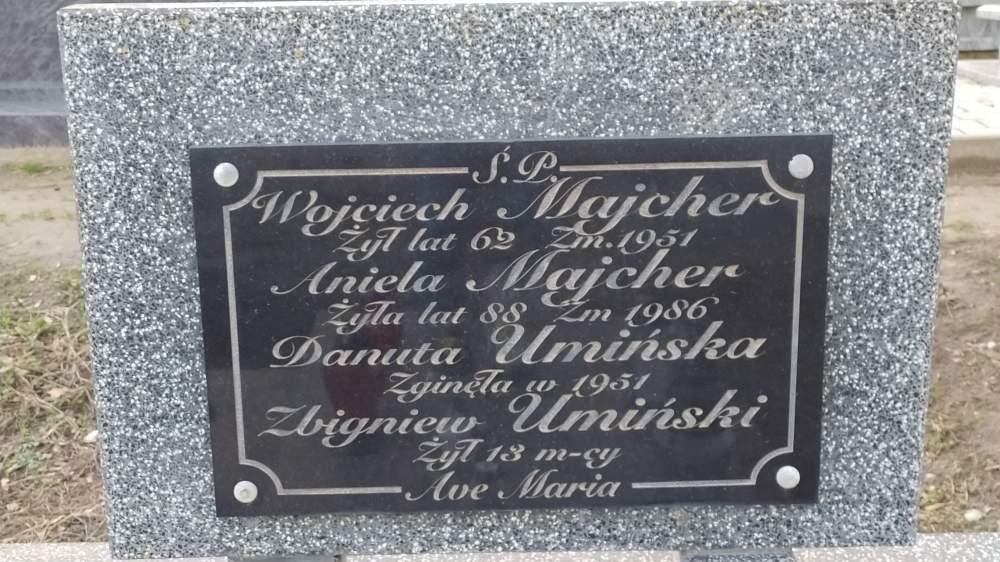 Ś.P.
Wojciech Majcher
Żył lat 62 Zm.1951
Aniela Majcher
Żyła lat 88 Zm 1986
Danuta Umińska
Zginęła w 1951
Zbigniew Umiński
Żył 13 m-cy
Ave Maria